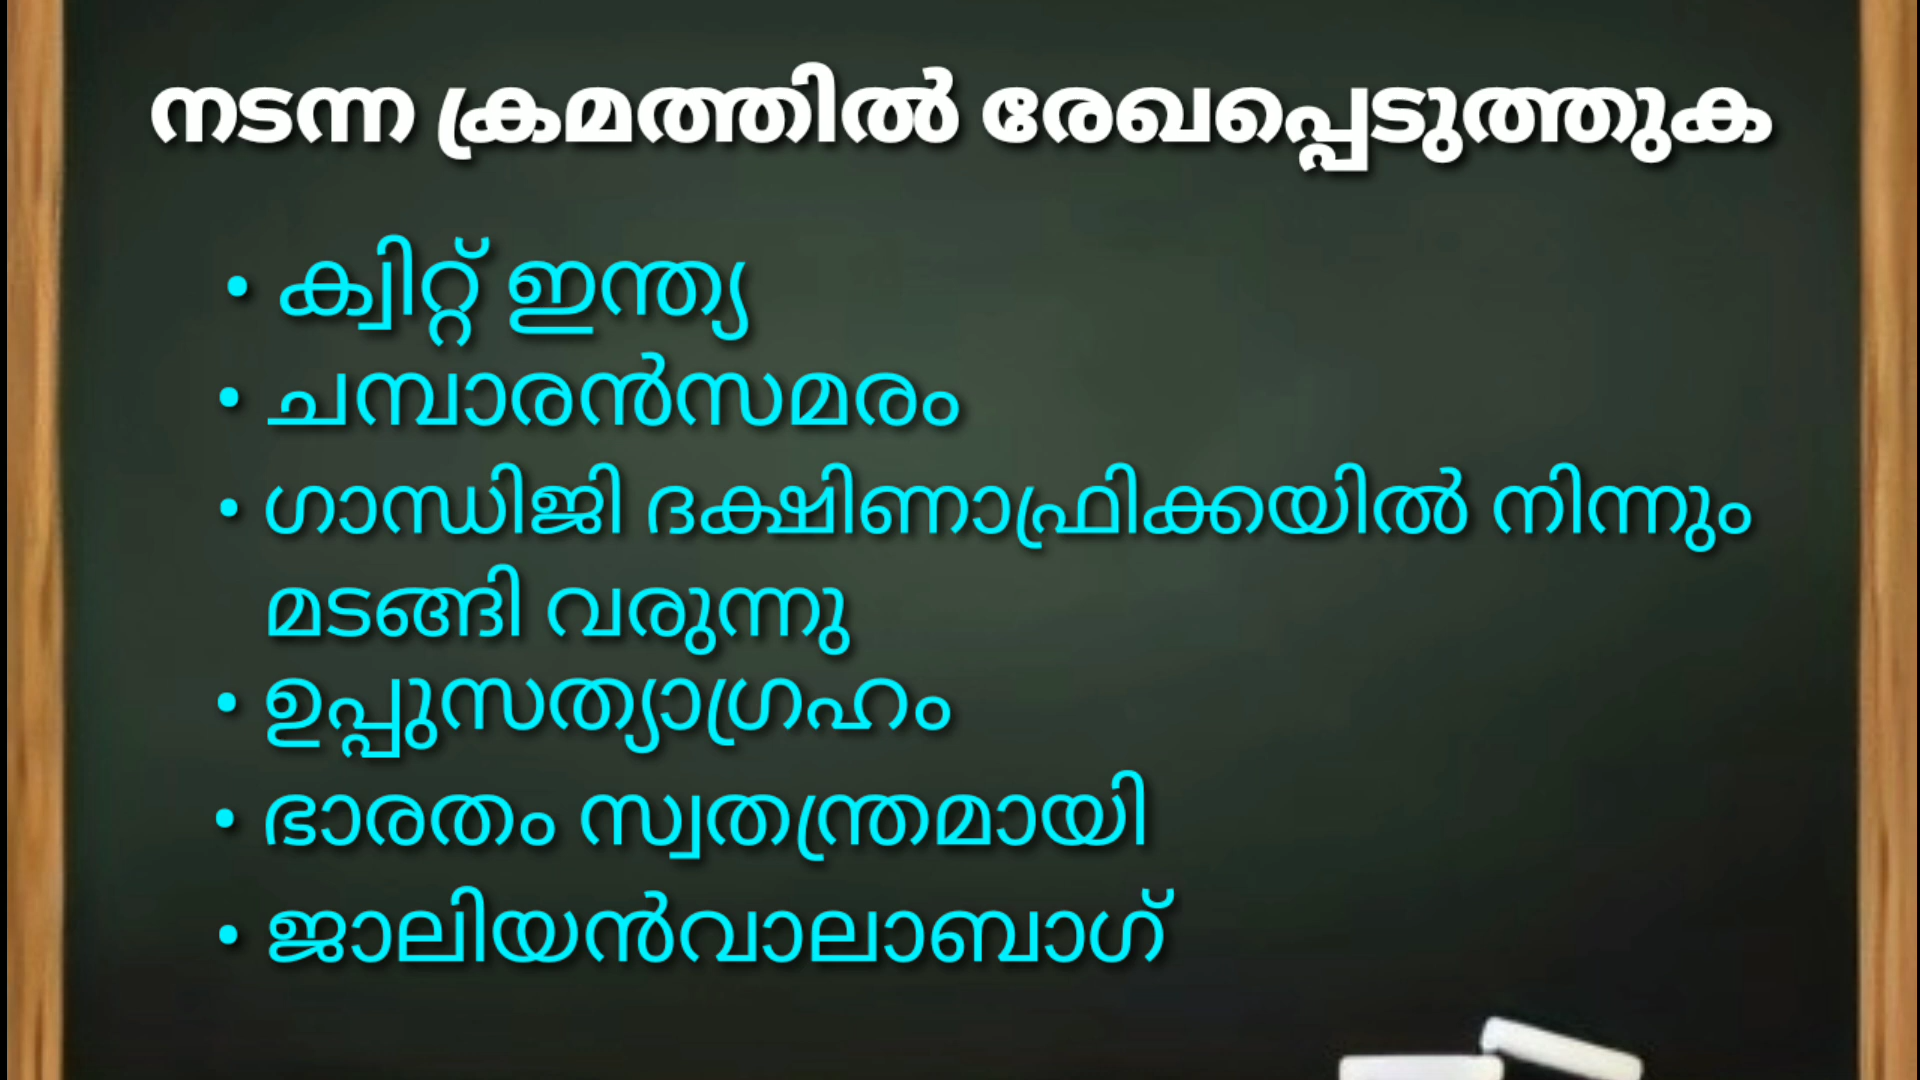 നടന്ന ക്രമത്തിൽ രേഖപ്പെടുത്തുക
• ക്വിറ്റ് ഇന്ത്യ
• ചമ്പാരൻസമരം
• ഗാന്ധിജി ദക്ഷിണാഫ്രിക്കയിൽ നിന്നും
മടങ്ങി വരുന്നു
• ഉപ്പുസത്യാഗ്രഹം
• ഭാരതം സ്വതന്ത്രമായി
• ജാലിയൻവാലാബാഗ്